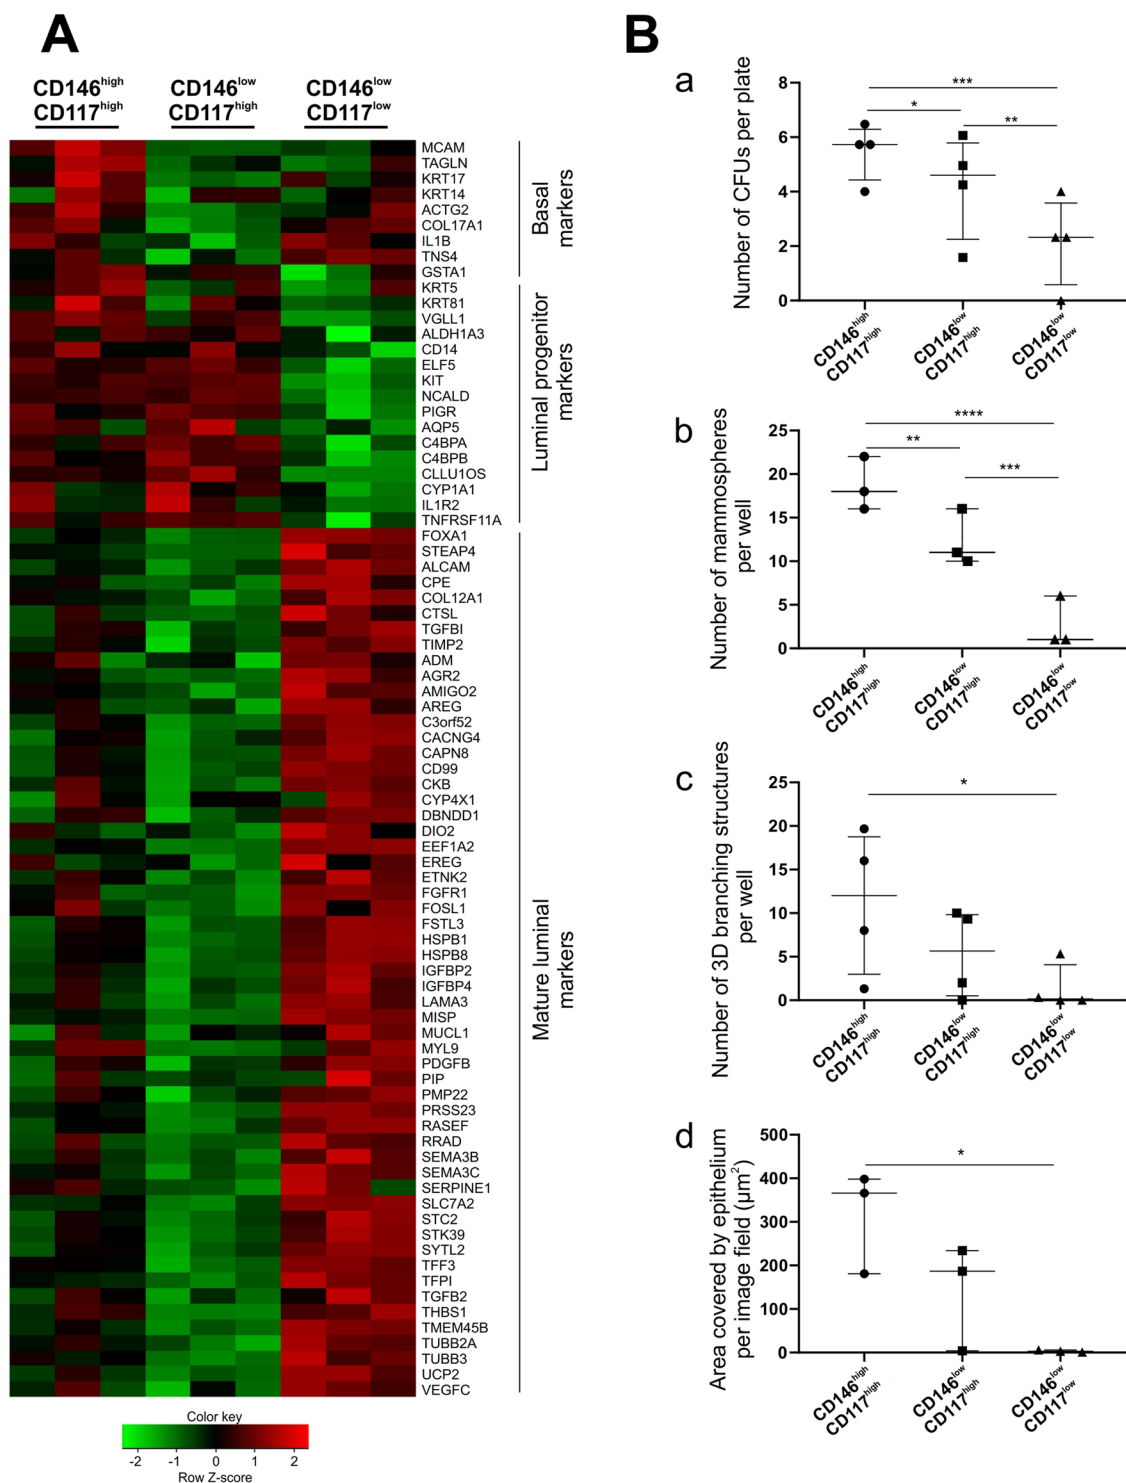 A
CD146high CD146low CD146low
CD117high CD117high CD117low
MCAM
TAGLN
KRT17
KRT14
ACTG2
COL17A1
IL1B
TNS4
GSTA1
KRT5
KRT81
VGLL1
ALDH1A3
CD14
ELF5
KIT
NCALD
PIGR
AQP5
C4BPA
C4BPB
CLLU1OS
CYP1A1
IL1R2
TNFRSF11A
FOXA1
STEAP4
ALCAM
CPE
COL12A1
CTSL
TGFBI
TIMP2
ADM
AGR2
AMIGO2
AREG
C3orf52
CACNG4
CAPN8
CD99
CKB
CYP4X1
DBNDD1
DIO2
EEF1A2
EREG
ETNK2
FGFR1
FOSL1
FSTL3
HSPB1
HSPB8
IGFBP2
IGFBP4
LAMA3
MISP
MUCL1
MYL9
PDGFB
PIP
PMP22
PRSS23
RASEF
RRAD
SEMA3B
SEMA3C
SERPINE1
SLC7A2
STC2
STK39
SYTL2
TFF3
TFPI
TGFB2
THBS1
TMEM45B
TUBB2A
TUBB3
UCP2
VEGFC
Basal
markers
Luminal progenitor
markers
Mature luminal
markers
Color key
-2 -1 0 1 2
Row Z-score
B
a
Number of CFUs per plate
8
6
4
2
0
***
*
**
CD146high
CD117high
CD146low
CD117high
CD146low
CD117low
b
Number of mammospheres
per well
25
20
15
10
5
0
****
**
***
CD146high
CD117high
CD146low
CD117high
CD146low
CD117low
c
Number of 3D branching structures
per well
25
20
15
10
5
0
*
CD146high
CD117high
CD146low
CD117high
CD146low
CD117low
d
Area covered by epithelium
per image field (μm2)
500
400
300
200
100
0
*
CD146high
CD117high
CD146low
CD117high
CD146low
CD117low